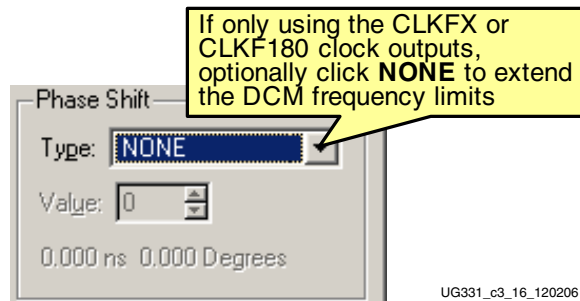 If only using the CLKFX or
CLKF180 clock outputs,
optionally click NONE to extend
the DCM frequency limits
Phase Shift
Type: NONE
Value: 0
0.000 ns 0.000 Degrees
UG331_c3_16_120206